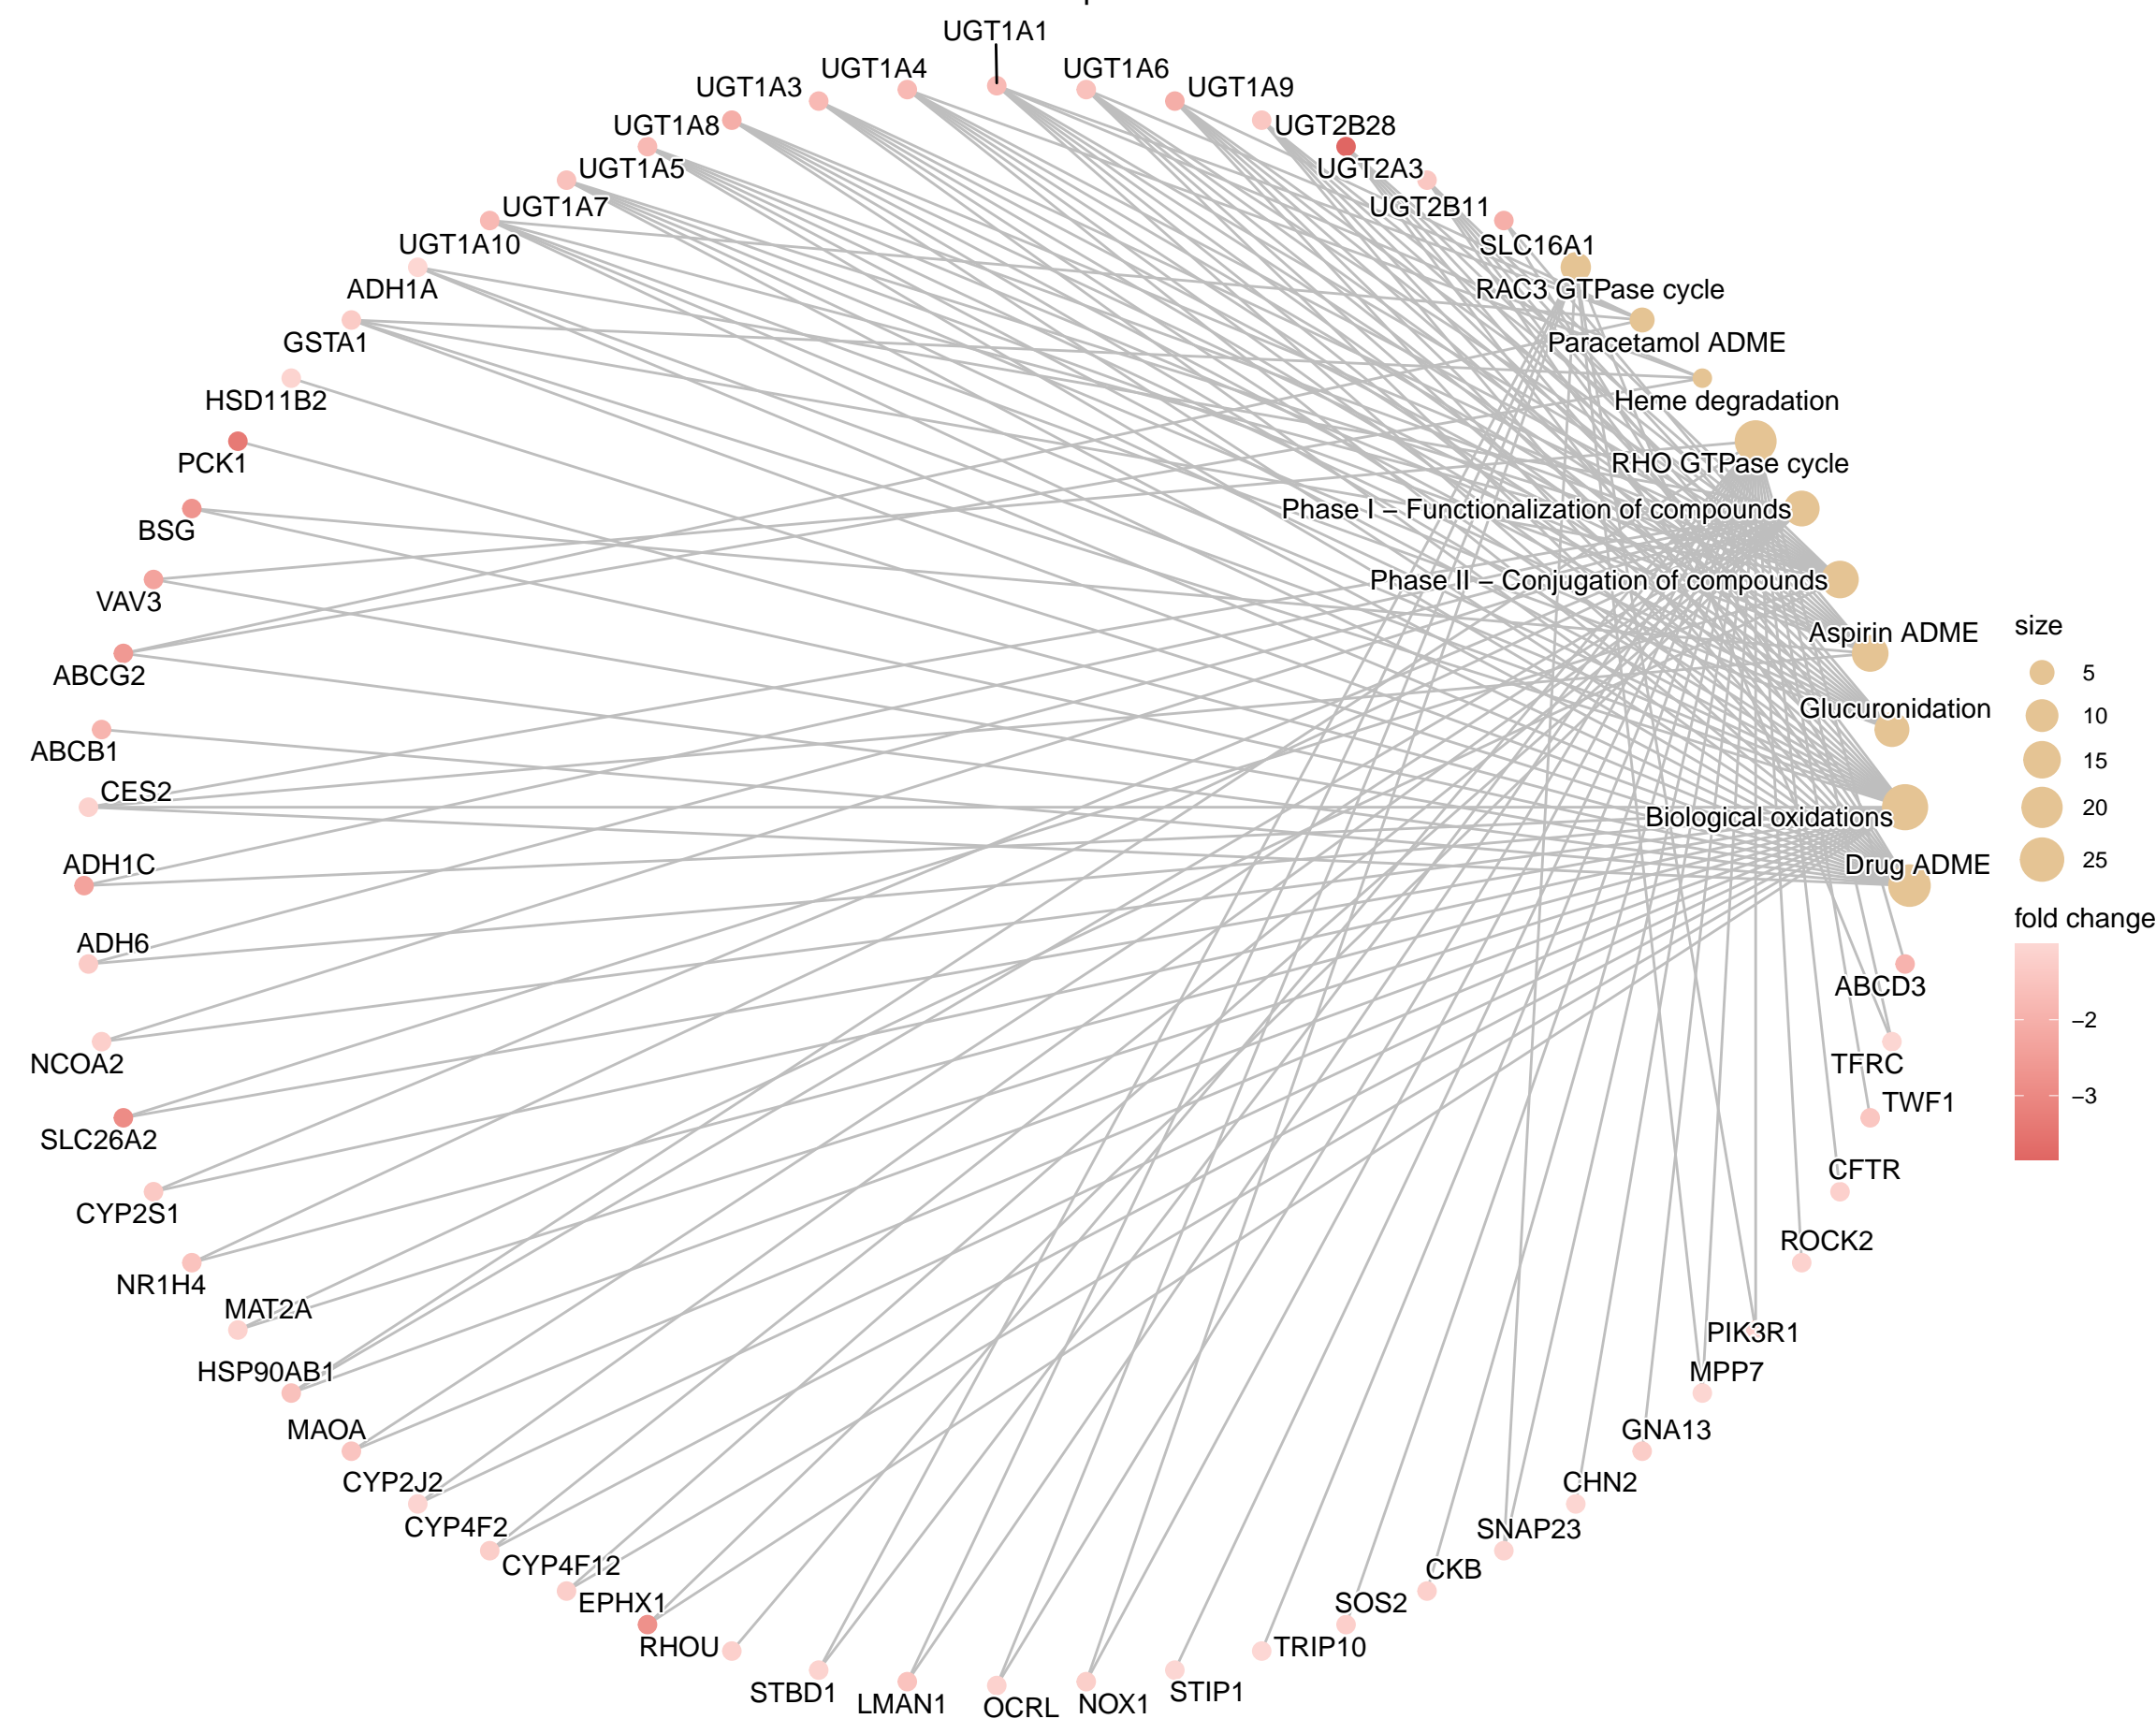 UGT1A1
UGT1A4
UGT1A6
UGT1A3
UGT1A9
UGT1A8
UGT2B28
UGT1A5
UGT2A3
UGT1A7
UGT2B11
UGT1A10
SLC16A1
ADH1A
RAC3 GTPase cycle
GSTA1
Paracetamol ADME
HSD11B2
Heme degradation
PCK1
RHO GTPase cycle
Phase I – Functionalization of compounds
BSG
Phase II – Conjugation of compounds
VAV3
Aspirin ADME
ABCG2
Glucuronidation
ABCB1
CES2
Biological oxidations
ADH1C
Drug ADME
ADH6
ABCD3
NCOA2
TFRC
TWF1
SLC26A2
CFTR
CYP2S1
ROCK2
NR1H4
MAT2A
PIK3R1
HSP90AB1
MPP7
MAOA
GNA13
CYP2J2
CHN2
CYP4F2
SNAP23
CYP4F12
CKB
EPHX1
SOS2
RHOU
TRIP10
STBD1
LMAN1
OCRL
NOX1
STIP1
size
5
10
15
20
25
fold change
−2
−3